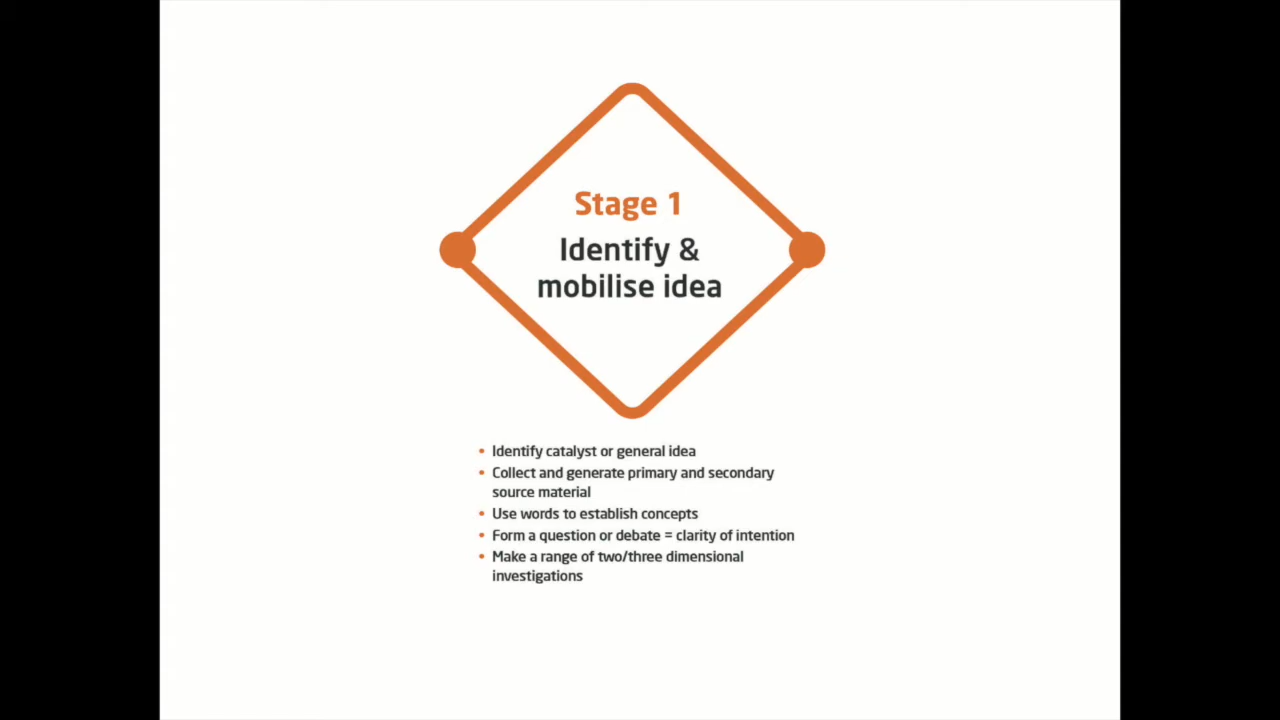 Stage 1
Identify &
mobilise idea
• Identify catalyst or general idea
• Collect and generate primary and secondary
source material
• Use words to establish concepts
• Form a question or debate = clarity of intention
• Make a range of two/three dimensional
investigations